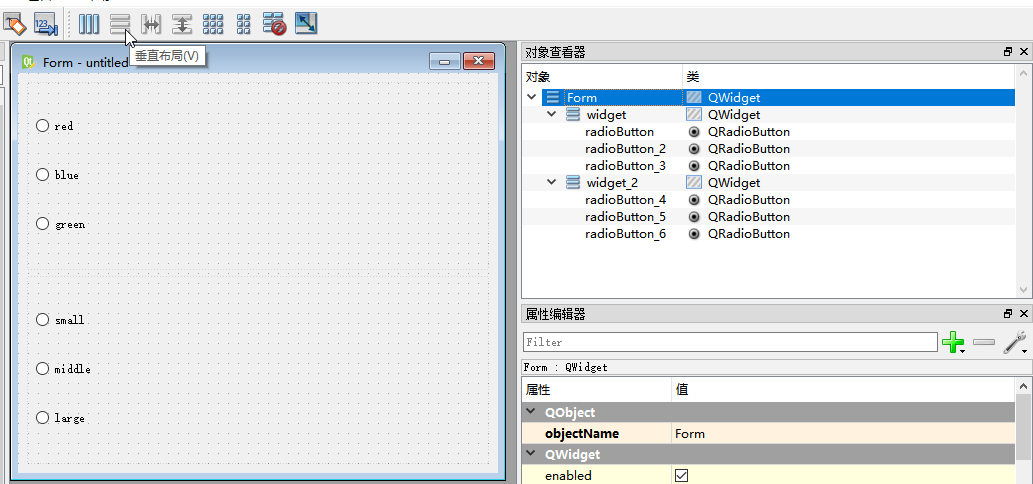 123
Form - untitled
垂直布局(V)
red
blue
green
small
middle
large
对象查看器
对象 类
Form QWidget
widget QWidget
radioButton QRadioButton
radioButton_2 QRadioButton
radioButton_3 QRadioButton
widget_2 QWidget
radioButton_4 QRadioButton
radioButton_5 QRadioButton
radioButton_6 QRadioButton
属性编辑器
Filter
Form : QWidget
属性 值
QObject
objectName Form
QWidget
enabled